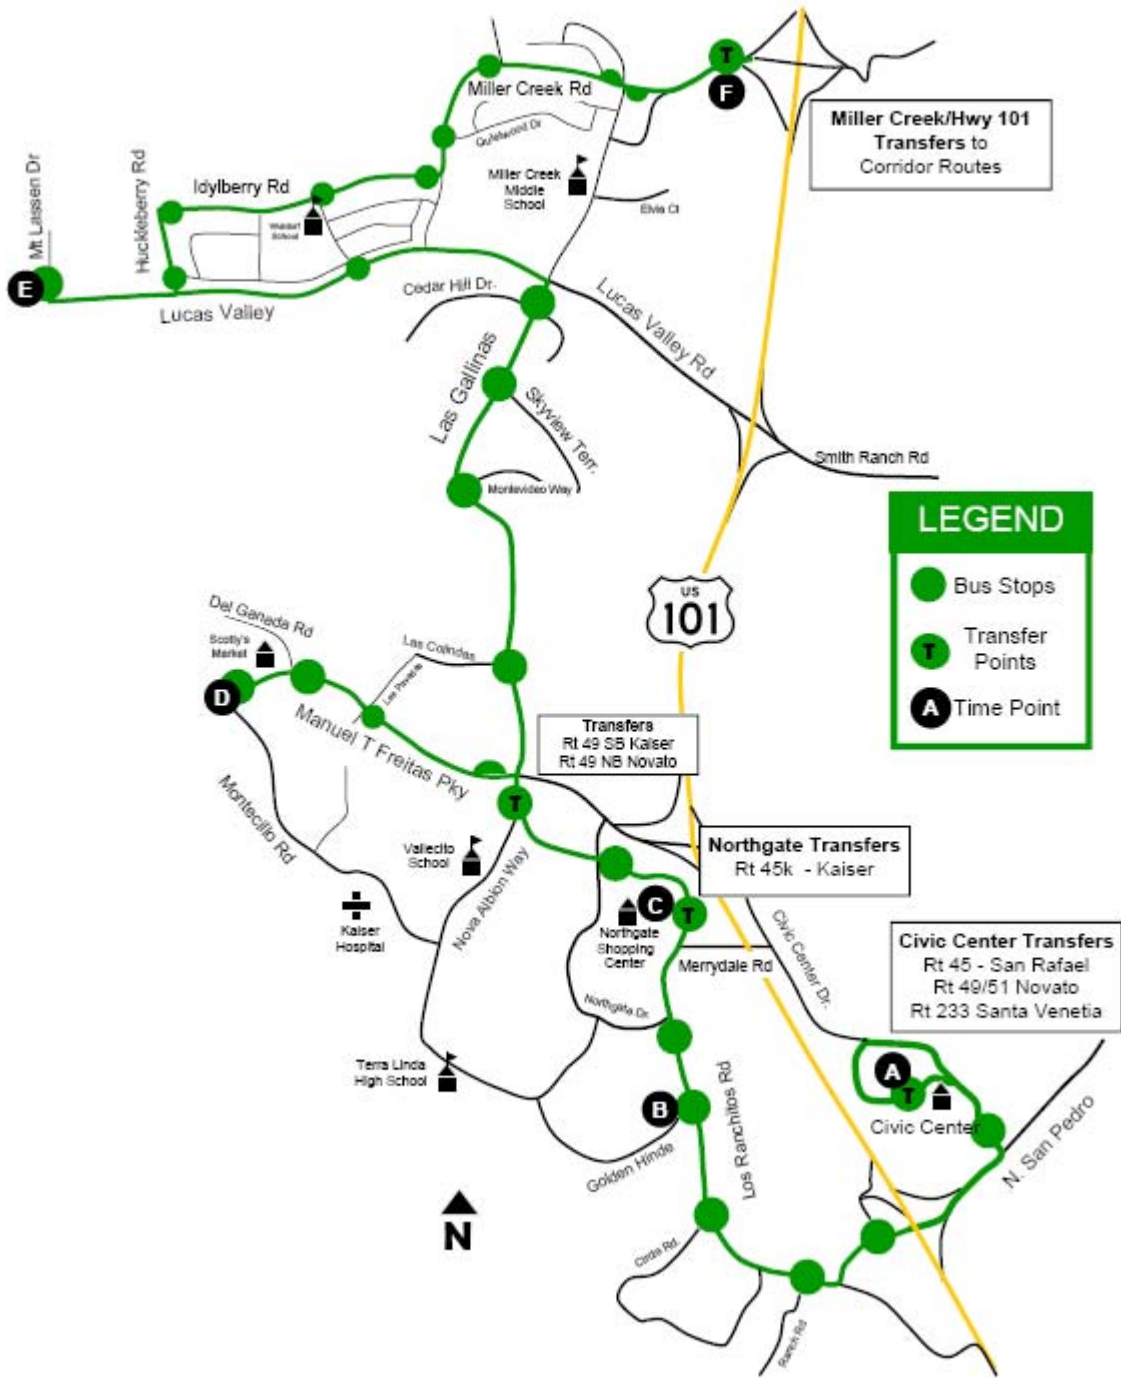 T
F
Miller Creek Rd
Miller Creek/Hwy 101
Transfers to
Corridor Routes
Mt Lassen Dr
Huckleberry Rd
Idylberry Rd
Miller Creek
Middle
School
Elvia Ct
School
E
Lucas Valley
Cedar Hill Dr.
Lucas Valley Rd
Las Gallinas
Skyview Terr.
Smith Ranch Rd
Montevideo Way
LEGEND
Bus Stops
T
Transfer
Points
A
Time Point
US
101
Del Ganada Rd
Scotty's
Market
Las Colindas
D
Manuel T Freitas Pky
Transfers
Rt 49 SB Kaiser
Rt 49 NB Novato
Montecillo Rd
T
Vallecito
School
Nova Albion Way
Northgate Transfers
Rt 45k - Kaiser
C
T
Kaiser
Hospital
Northgate
Shopping
Center
Merrydale Rd
Civic Center Dr.
Civic Center Transfers
Rt 45 - San Rafael
Rt 49/51 Novato
Rt 233 Santa Venetia
Northgate Dr.
Terra Linda
High School
A
T
B
Los Ranchitos Rd
Civic Center
Golden Hinde
N. San Pedro
N
Ranch Rd